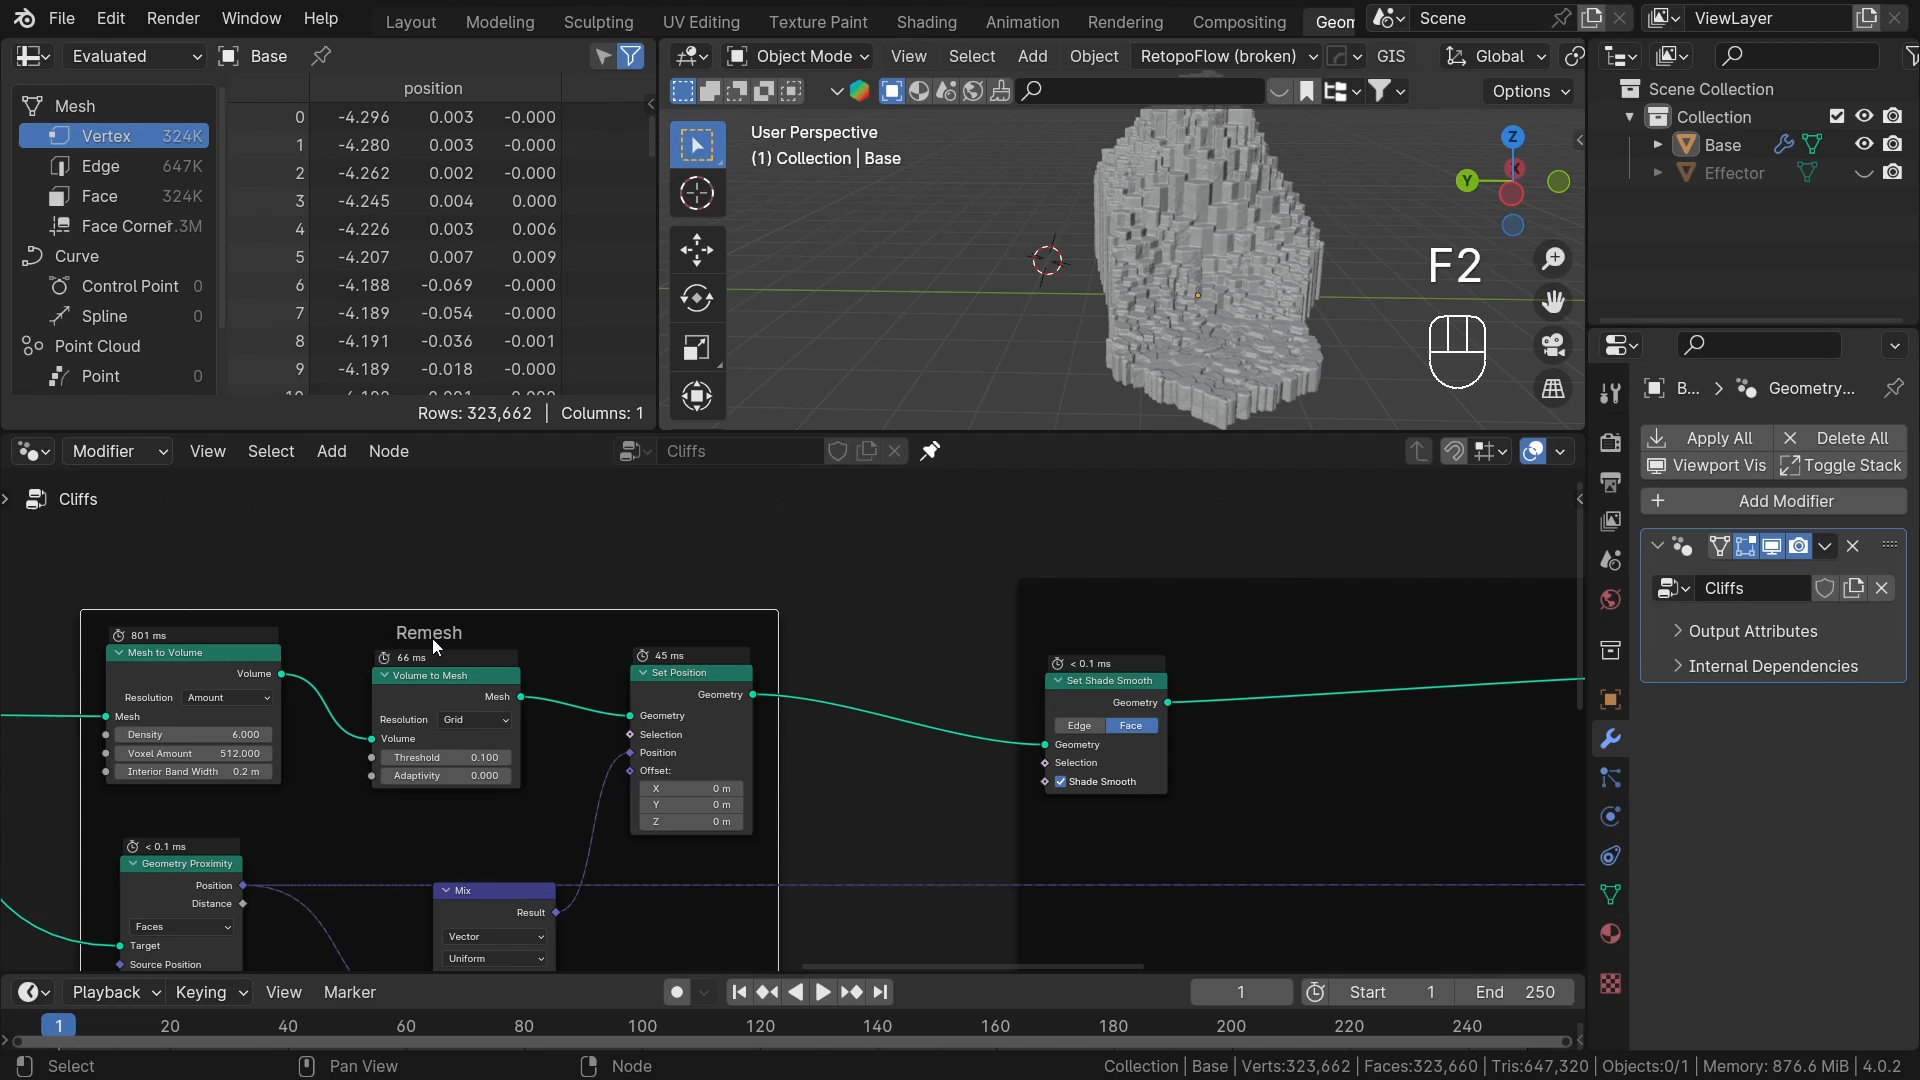 File Edit Render Window Help
Layout Modeling Sculpting UV Editing Texture Paint Shading Animation Rendering Compositing Geom
Scene
ViewLayer
Evaluated
Base
position
Mesh
Vertex 324K
Edge 647K
Face 324K
Face Corner .3M
Curve
Control Point 0
Spline 0
Point Cloud
Point 0
0 -4.296 0.003 -0.000
1 -4.280 0.003 -0.000
2 -4.262 0.002 -0.000
3 -4.245 0.004 0.000
4 -4.226 0.003 0.006
5 -4.207 0.007 0.009
6 -4.188 -0.069 -0.000
7 -4.189 -0.054 -0.000
8 -4.191 -0.036 -0.001
9 -4.189 -0.018 -0.000
Rows: 323,662 | Columns: 1
Object Mode View Select Add Object RetopoFlow (broken) GIS Global
Options
User Perspective
(1) Collection | Base
Z
X
Y
F2
Scene Collection
Collection
Base
Effector
B... > Geometry...
Apply All Delete All
Viewport Vis Toggle Stack
Add Modifier
Cliffs
Output Attributes
Internal Dependencies
Modifier View Select Add Node
Cliffs
Cliffs
Remesh
801 ms
Mesh to Volume
Volume
Resolution Amount
Mesh
Density 6.000
Voxel Amount 512.000
Interior Band Width 0.2 m
66 ms
Volume to Mesh
Mesh
Resolution Grid
Volume
Threshold 0.100
Adaptivity 0.000
45 ms
Set Position
Geometry
Geometry
Selection
Position
Offset:
X 0 m
Y 0 m
Z 0 m
< 0.1 ms
Set Shade Smooth
Geometry
Edge Face
Geometry
Selection
Shade Smooth
< 0.1 ms
Geometry Proximity
Position
Distance
Faces
Target
Source Position
Mix
Result
Vector
Uniform
Playback Keying View Marker
1
Start 1
End 250
1 20 40 60 80 100 120 140 160 180 200 220 240
Select
Pan View
Node
Collection | Base | Verts:323,662 | Faces:323,660 | Tris:647,320 | Objects:0/1 | Memory: 876.6 MiB | 4.0.2